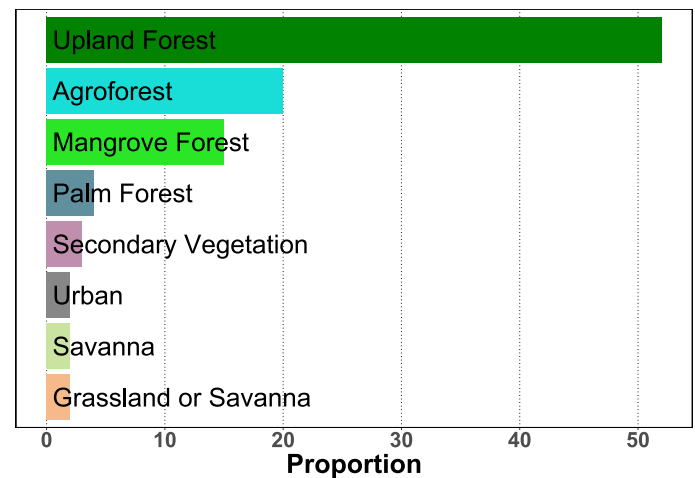 Upland Forest
Agroforest
Mangrove Forest
Palm Forest
Secondary Vegetation
Urban
Savanna
Grassland or Savanna
0 10 20 30 40 50
Proportion